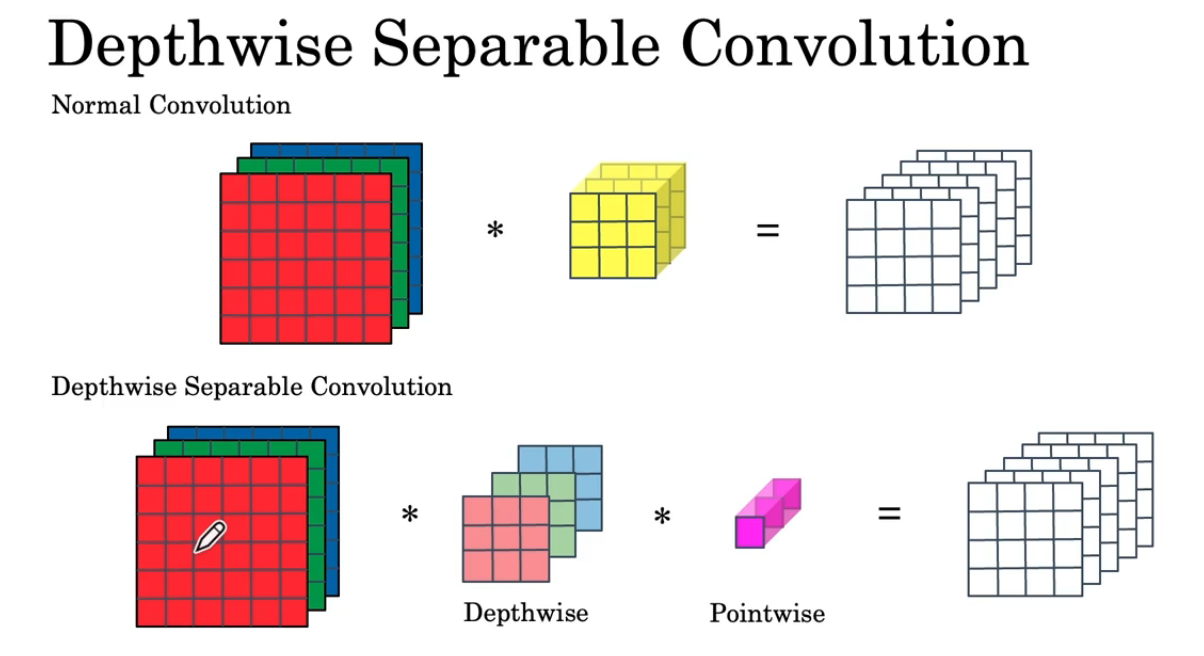 Depthwise Separable Convolution
Normal Convolution
* =
Depthwise Separable Convolution
* * =
Depthwise Pointwise